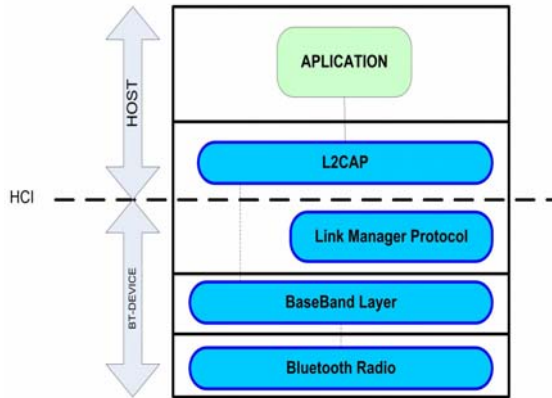 APLICATION
HOST
L2CAP
HCI
Link Manager Protocol
BT-DEVICE
BaseBand Layer
Bluetooth Radio